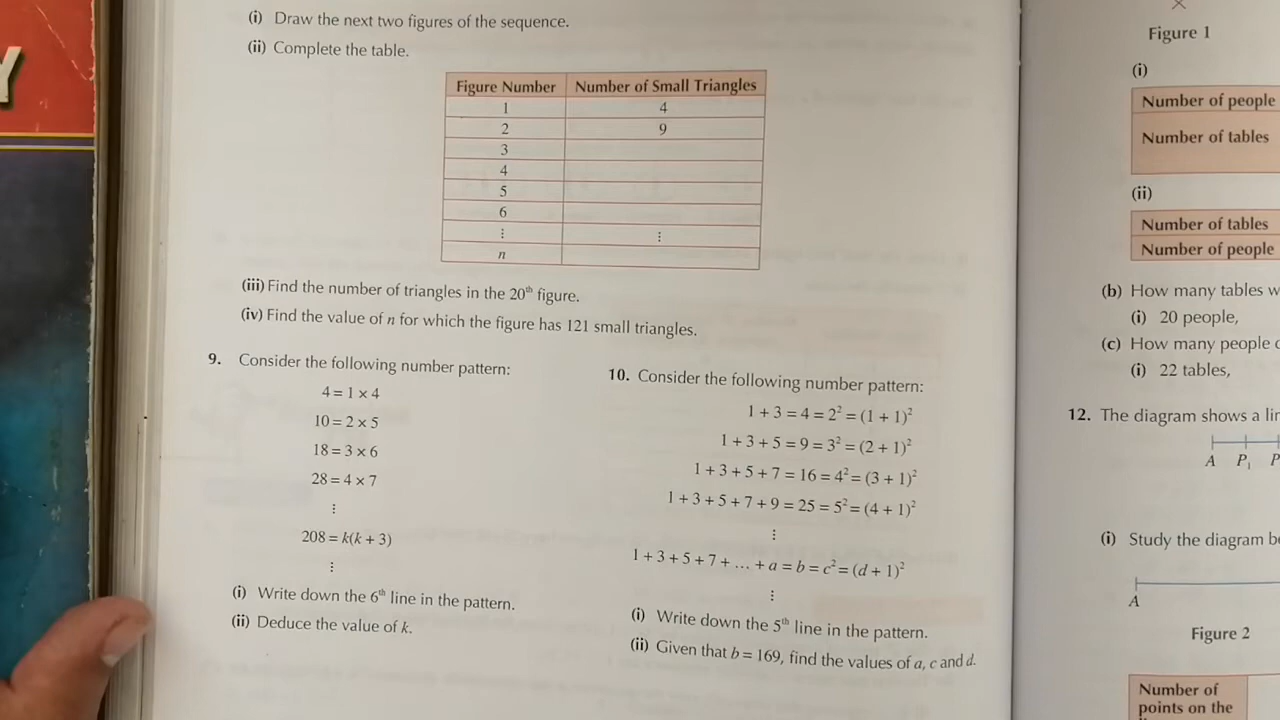 Y
(i) Draw the next two figures of the sequence.
(ii) Complete the table.
Figure Number Number of Small Triangles
1 4
2 9
3
4
5
6
⋮ ⋮
n
(iii) Find the number of triangles in the 20th figure.
(iv) Find the value of n for which the figure has 121 small triangles.
9. Consider the following number pattern:
4 = 1 × 4
10 = 2 × 5
18 = 3 × 6
28 = 4 × 7
⋮
208 = k(k + 3)
⋮
(i) Write down the 6th line in the pattern.
(ii) Deduce the value of k.
10. Consider the following number pattern:
1 + 3 = 4 = 2² = (1 + 1)²
1 + 3 + 5 = 9 = 3² = (2 + 1)²
1 + 3 + 5 + 7 = 16 = 4² = (3 + 1)²
1 + 3 + 5 + 7 + 9 = 25 = 5² = (4 + 1)²
⋮
1 + 3 + 5 + 7 + ... + a = b = c² = (d + 1)²
⋮
(i) Write down the 5th line in the pattern.
(ii) Given that b = 169, find the values of a, c and d.
Figure 1
(i)
Number of people
Number of tables
(ii)
Number of tables
Number of people
(b) How many tables
(i) 20 people,
(c) How many people
(i) 22 tables,
12. The diagram shows a
A P₁ P
(i) Study the diagram
A
Figure 2
Number of
points on the